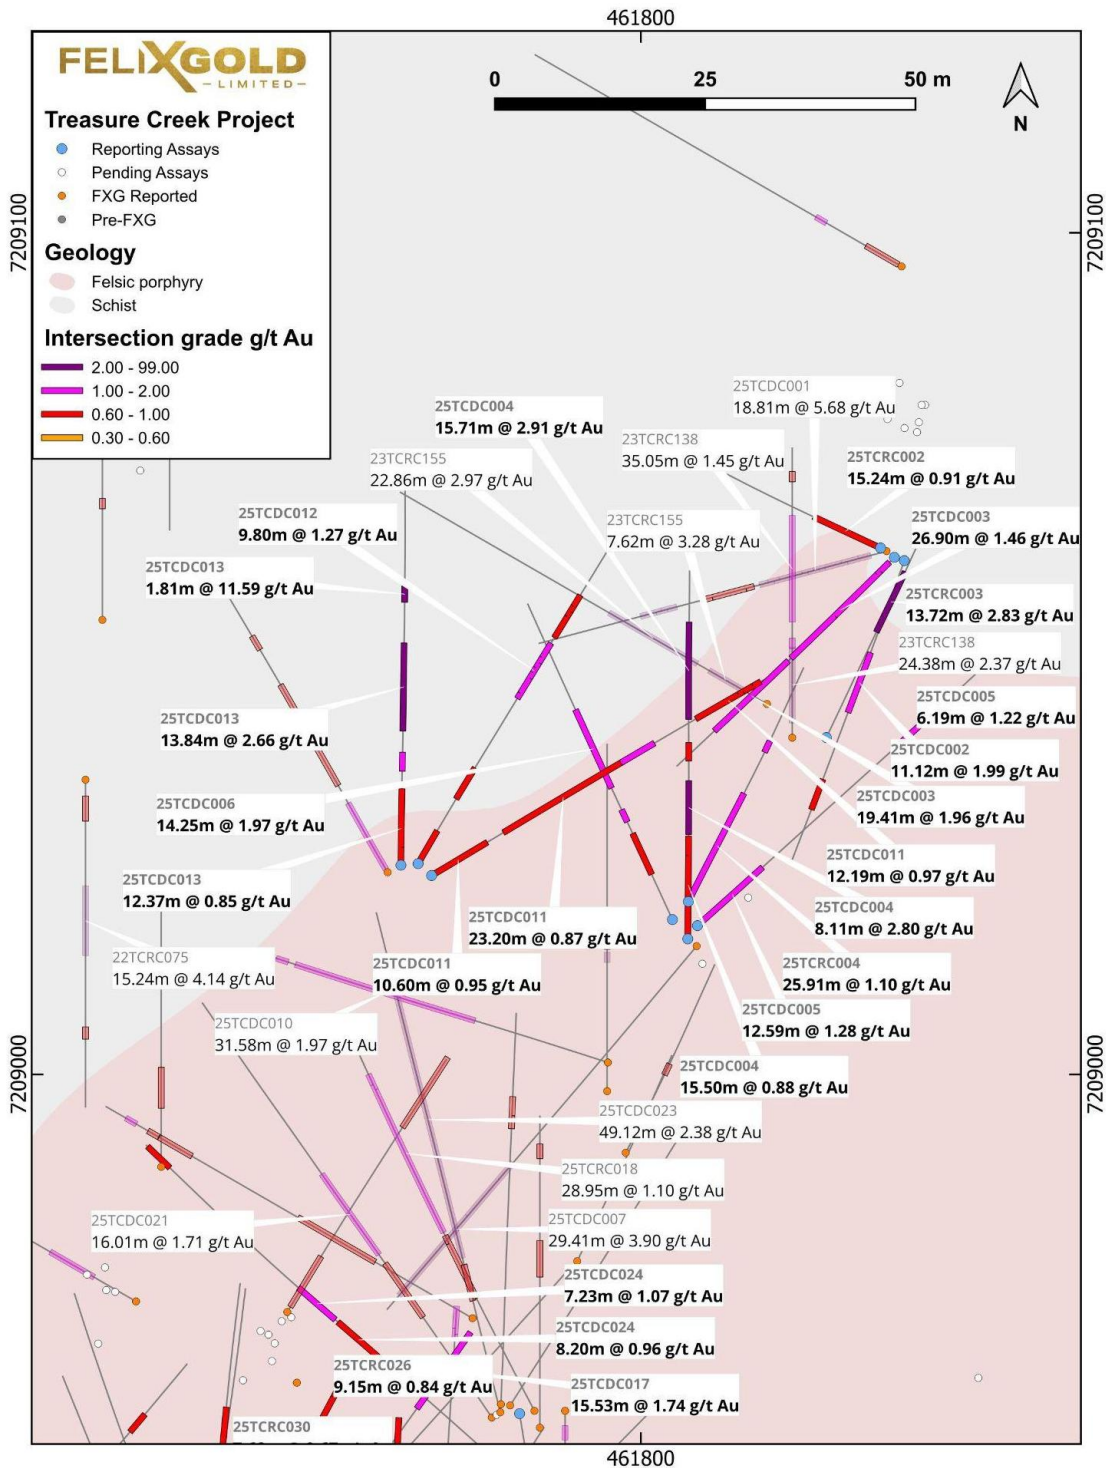 461800
FELIXGOLD
LIMITED
0 25 50 m
N
Treasure Creek Project
Reporting Assays
Pending Assays
FXG Reported
Pre-FXG
Geology
Felsic porphyry
Schist
Intersection grade g/t Au
2.00 - 99.00
1.00 - 2.00
0.60 - 1.00
0.30 - 0.60
7209100
7209100
25TCDC001
18.81m @ 5.68 g/t Au
25TCDC004
15.71m @ 2.91 g/t Au
23TCRC138
35.05m @ 1.45 g/t Au
23TCRC155
22.86m @ 2.97 g/t Au
25TCRC002
15.24m @ 0.91 g/t Au
25TCDC012
9.80m @ 1.27 g/t Au
23TCRC155
7.62m @ 3.28 g/t Au
25TCDC003
26.90m @ 1.46 g/t Au
25TCDC013
1.81m @ 11.59 g/t Au
25TCRC003
13.72m @ 2.83 g/t Au
23TCRC138
24.38m @ 2.37 g/t Au
25TCDC005
6.19m @ 1.22 g/t Au
25TCDC013
13.84m @ 2.66 g/t Au
25TCDC002
11.12m @ 1.99 g/t Au
25TCDC006
14.25m @ 1.97 g/t Au
25TCDC003
19.41m @ 1.96 g/t Au
25TCDC011
12.19m @ 0.97 g/t Au
25TCDC013
12.37m @ 0.85 g/t Au
25TCDC004
8.11m @ 2.80 g/t Au
25TCDC011
23.20m @ 0.87 g/t Au
22TCRC075
15.24m @ 4.14 g/t Au
25TCDC011
10.60m @ 0.95 g/t Au
25TCRC004
25.91m @ 1.10 g/t Au
25TCDC005
12.59m @ 1.28 g/t Au
25TCDC010
31.58m @ 1.97 g/t Au
25TCDC004
15.50m @ 0.88 g/t Au
7209000
7209000
25TCDC023
49.12m @ 2.38 g/t Au
25TCRC018
28.95m @ 1.10 g/t Au
25TCDC021
16.01m @ 1.71 g/t Au
25TCDC007
29.41m @ 3.90 g/t Au
25TCDC024
7.23m @ 1.07 g/t Au
25TCDC024
8.20m @ 0.96 g/t Au
25TCRC026
9.15m @ 0.84 g/t Au
25TCDC017
15.53m @ 1.74 g/t Au
25TCRC030
461800